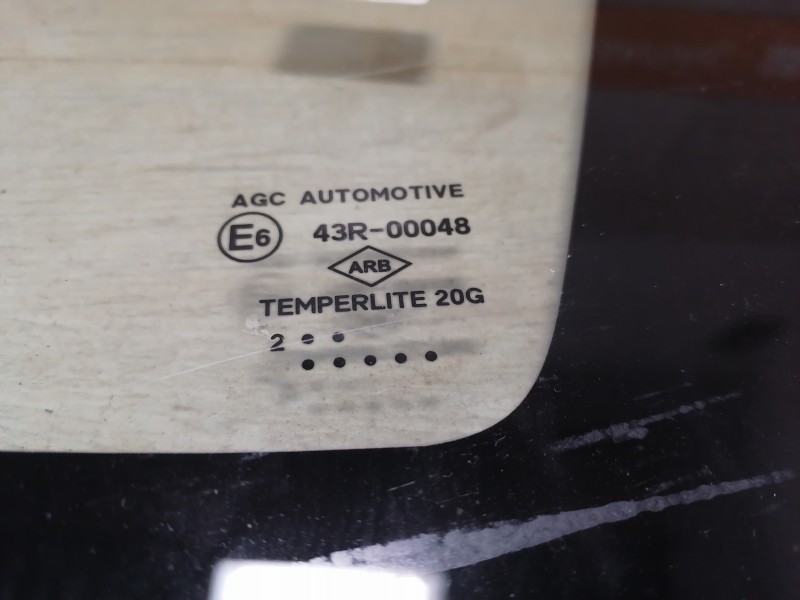 AGC AUTOMOTIVE
E6 43R-00048
ARB
TEMPERLITE 20G
2 • •
• • • • •